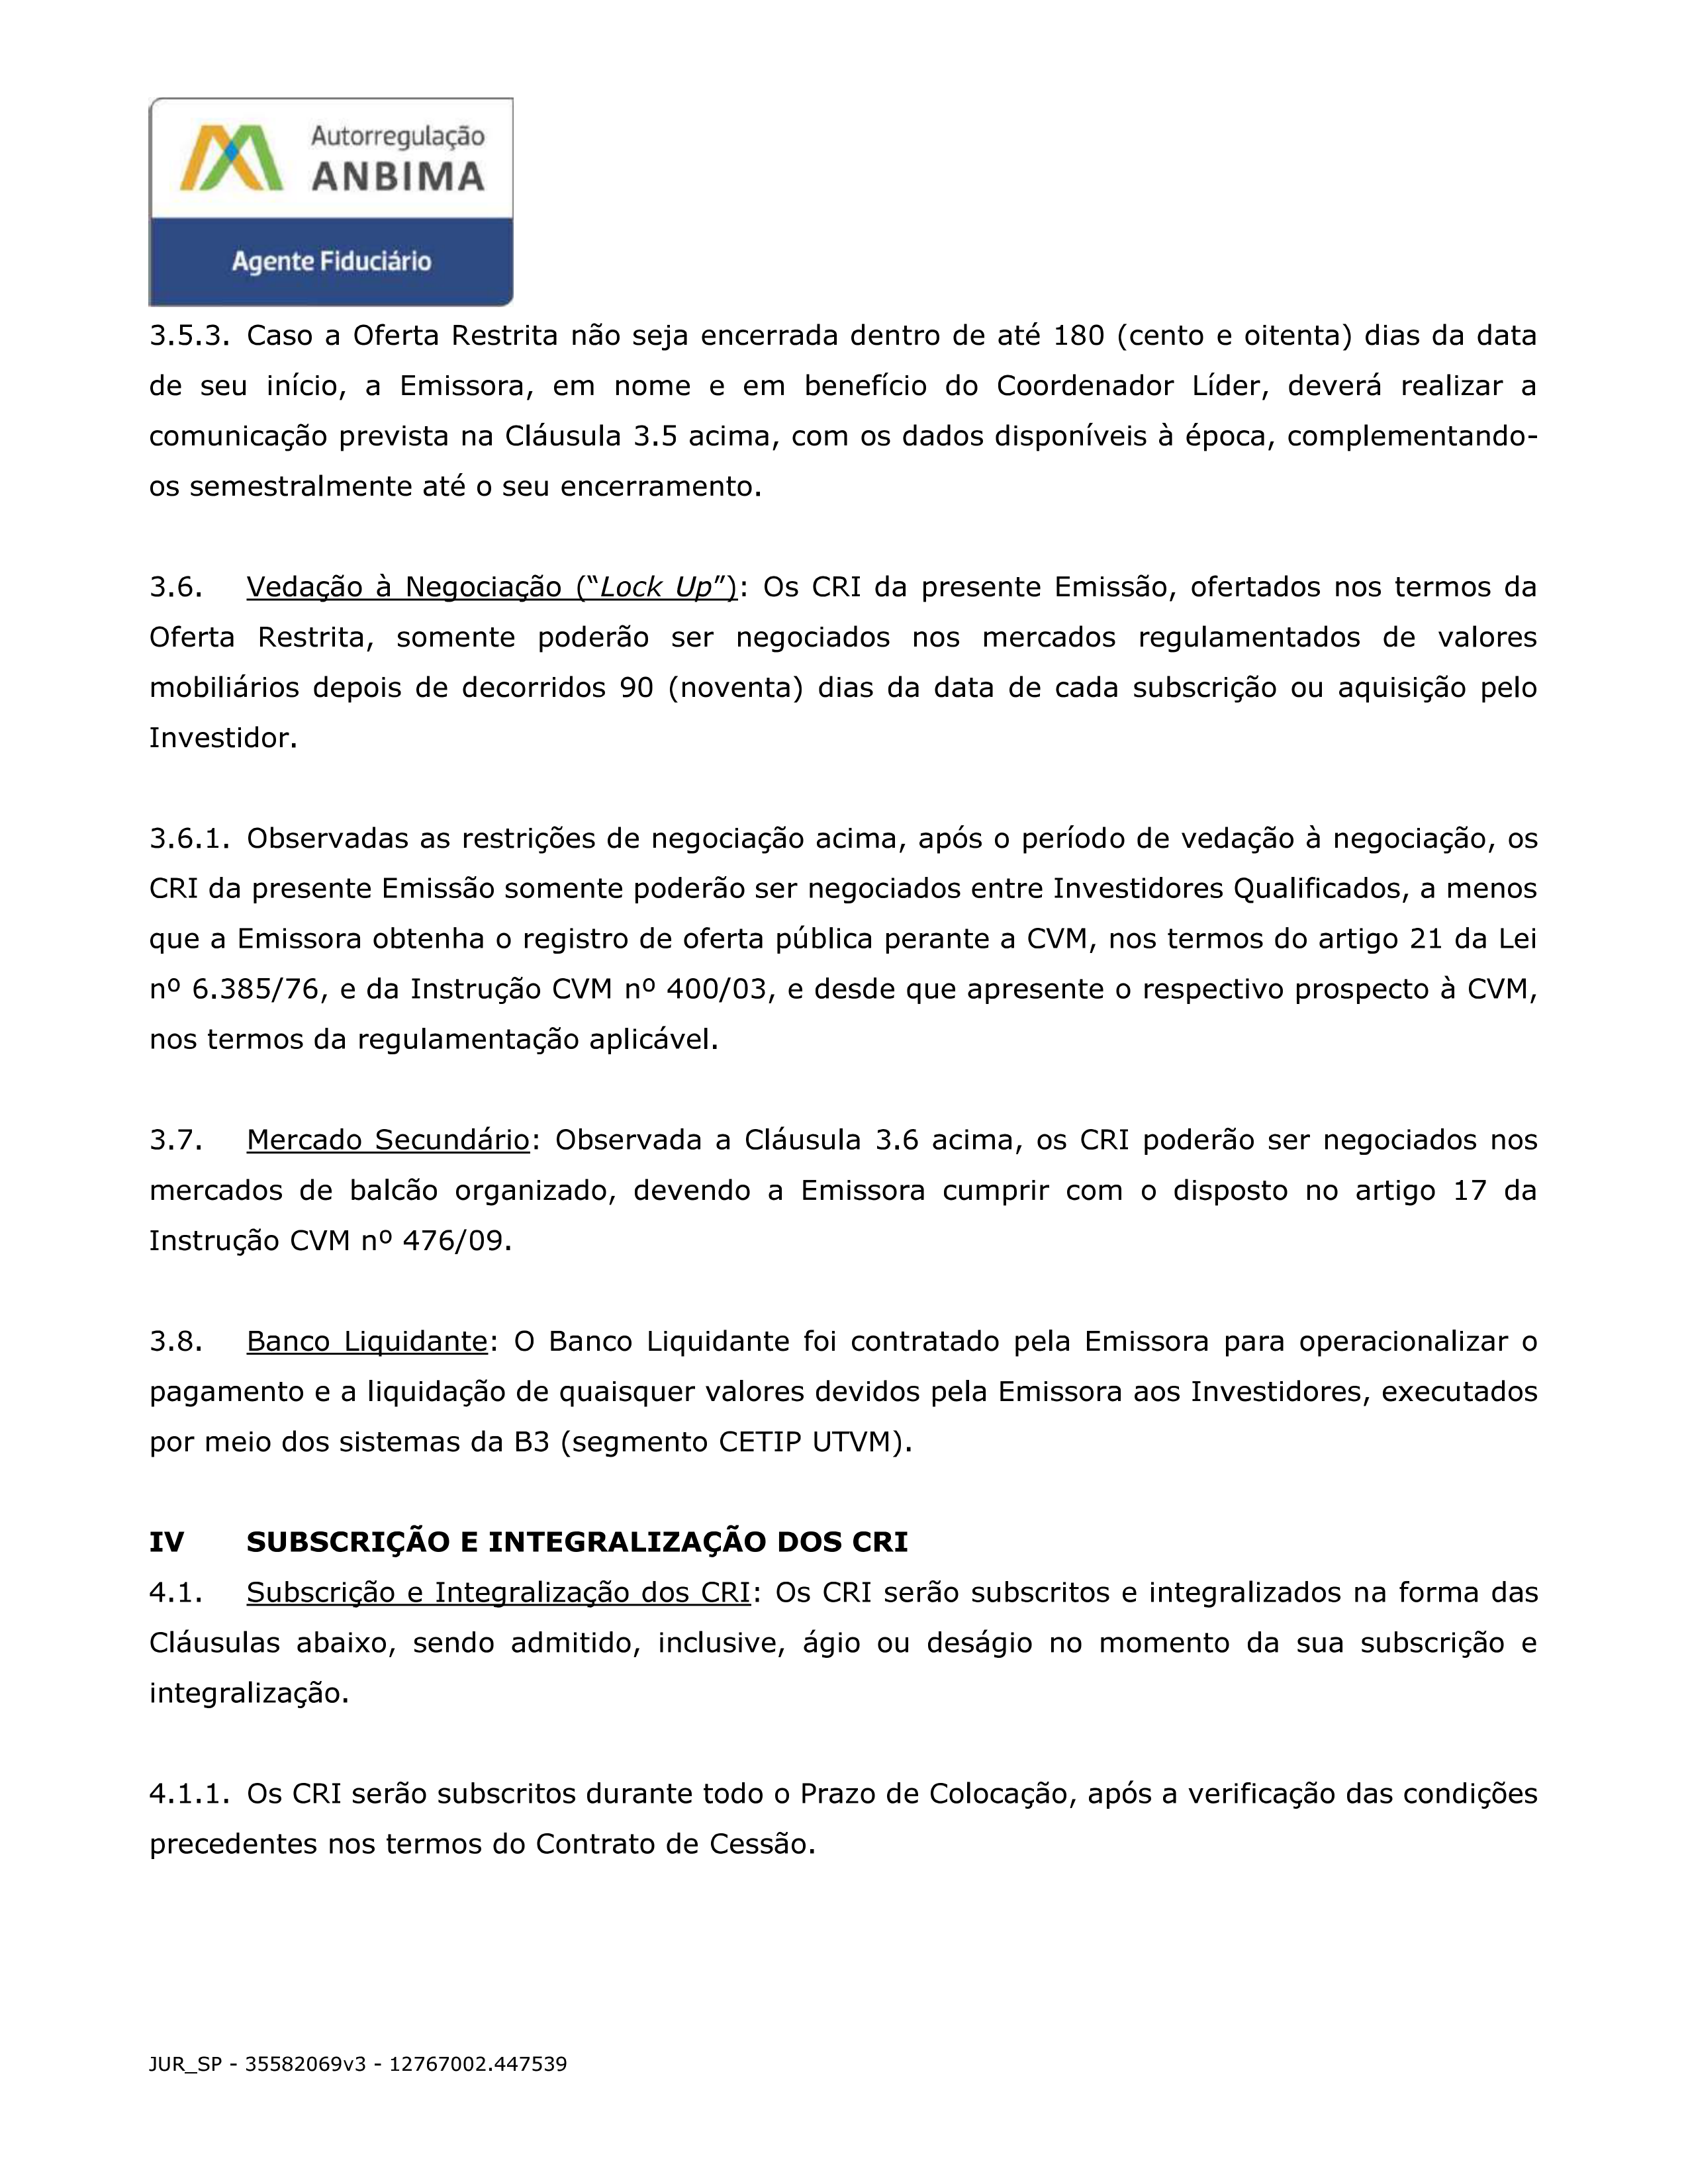 Autorregulação
ANBIMA
Agente Fiduciário
3.5.3. Caso a Oferta Restrita não seja encerrada dentro de até 180 (cento e oitenta) dias da data
de seu início, a Emissora, em nome e em benefício do Coordenador Líder, deverá realizar a
comunicação prevista na Cláusula 3.5 acima, com os dados disponíveis à época, complementando-
os semestralmente até o seu encerramento.
3.6. Vedação à Negociação (“Lock Up”): Os CRI da presente Emissão, ofertados nos termos da
Oferta Restrita, somente poderão ser negociados nos mercados regulamentados de valores
mobiliários depois de decorridos 90 (noventa) dias da data de cada subscrição ou aquisição pelo
Investidor.
3.6.1. Observadas as restrições de negociação acima, após o período de vedação à negociação, os
CRI da presente Emissão somente poderão ser negociados entre Investidores Qualificados, a menos
que a Emissora obtenha o registro de oferta pública perante a CVM, nos termos do artigo 21 da Lei
nº 6.385/76, e da Instrução CVM nº 400/03, e desde que apresente o respectivo prospecto à CVM,
nos termos da regulamentação aplicável.
3.7. Mercado Secundário: Observada a Cláusula 3.6 acima, os CRI poderão ser negociados nos
mercados de balcão organizado, devendo a Emissora cumprir com o disposto no artigo 17 da
Instrução CVM nº 476/09.
3.8. Banco Liquidante: O Banco Liquidante foi contratado pela Emissora para operacionalizar o
pagamento e a liquidação de quaisquer valores devidos pela Emissora aos Investidores, executados
por meio dos sistemas da B3 (segmento CETIP UTVM).
IV SUBSCRIÇÃO E INTEGRALIZAÇÃO DOS CRI
4.1. Subscrição e Integralização dos CRI: Os CRI serão subscritos e integralizados na forma das
Cláusulas abaixo, sendo admitido, inclusive, ágio ou deságio no momento da sua subscrição e
integralização.
4.1.1. Os CRI serão subscritos durante todo o Prazo de Colocação, após a verificação das condições
precedentes nos termos do Contrato de Cessão.
JUR_SP - 35582069v3 - 12767002.447539